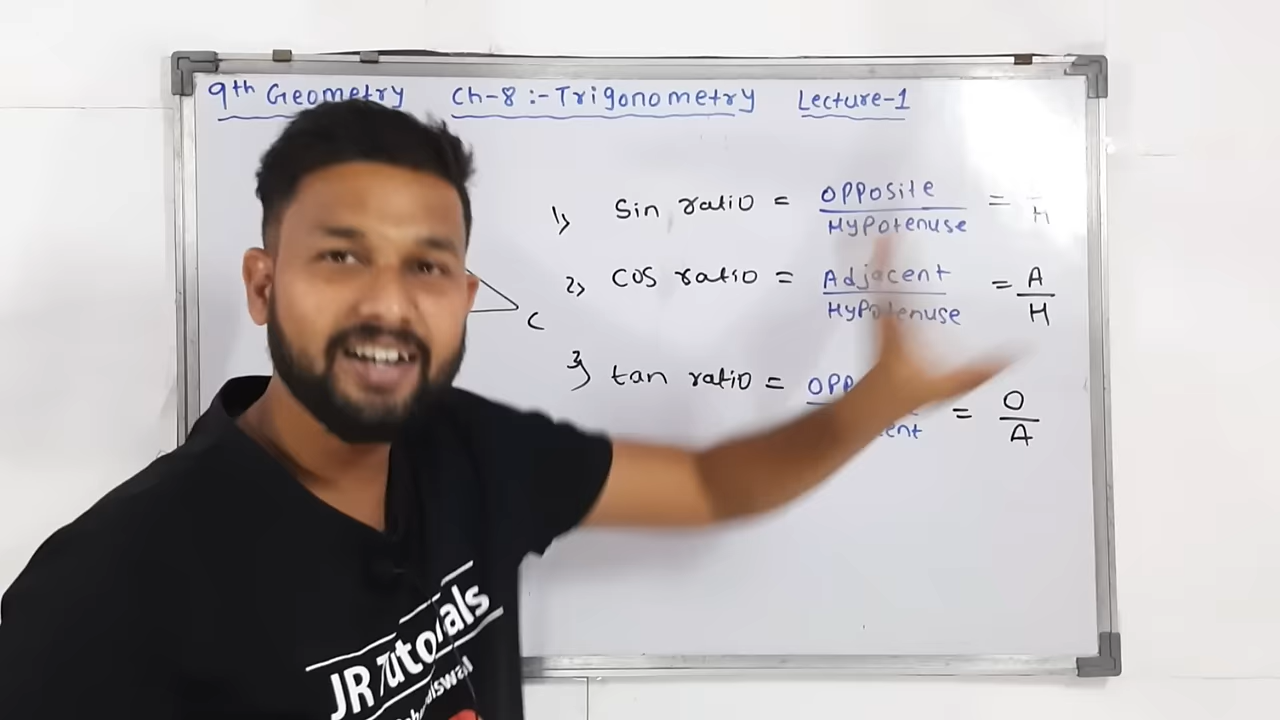 9th Geometry Ch-8 :- Trigonometry Lecture-1
1) Sin ratio = Opposite / Hypotenuse = / H
2) Cos ratio = Adjacent / Hypotenuse = A / H
3) tan ratio = = O / A
C
JR Tutorials